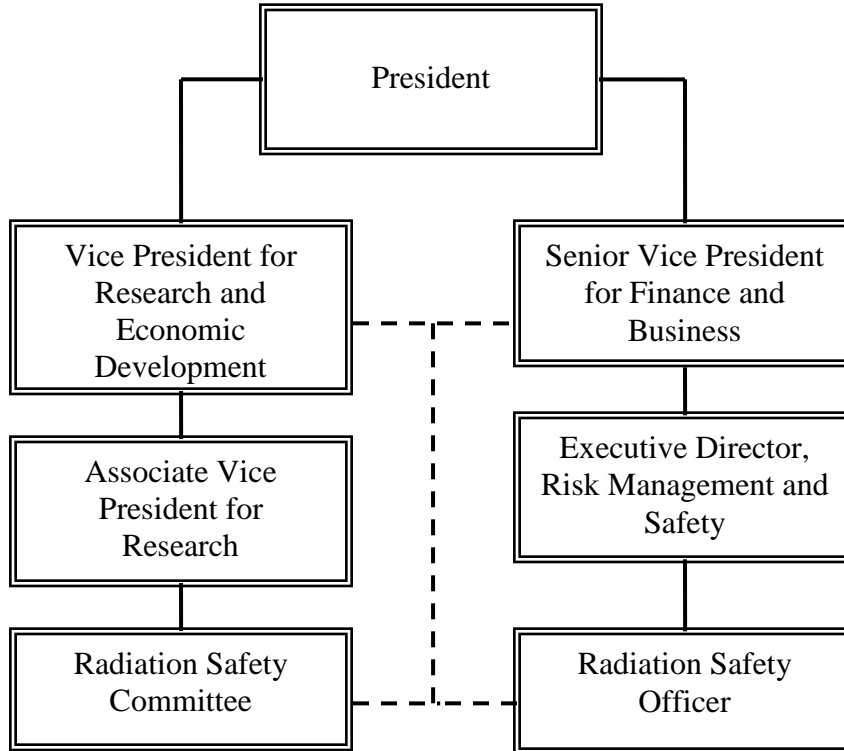 President
Vice President for
Research and
Economic
Development
Senior Vice President
for Finance and
Business
Associate Vice
President for
Research
Executive Director,
Risk Management and
Safety
Radiation Safety
Committee
Radiation Safety
Officer